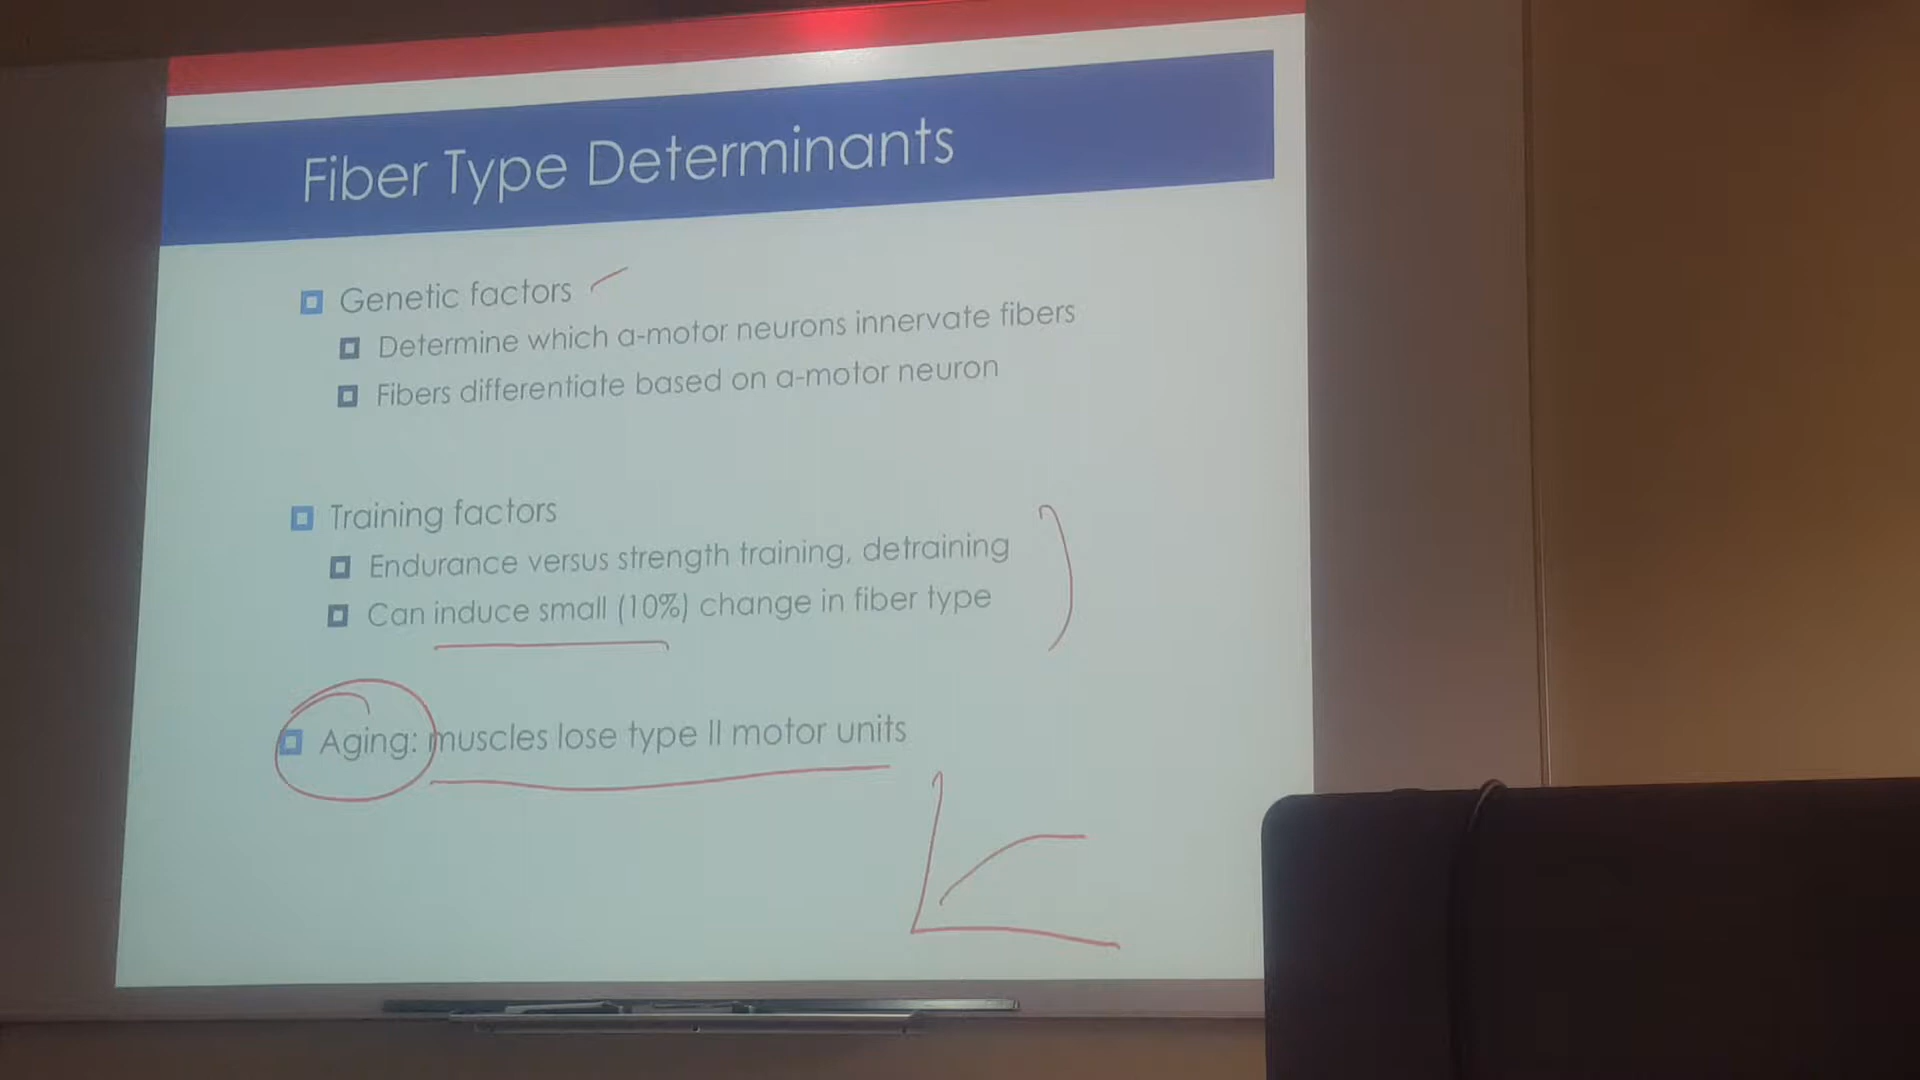 Fiber Type Determinants
Genetic factors
Determine which a-motor neurons innervate fibers
Fibers differentiate based on a-motor neuron
Training factors
Endurance versus strength training, detraining
Can induce small (10%) change in fiber type
Aging: muscles lose type II motor units